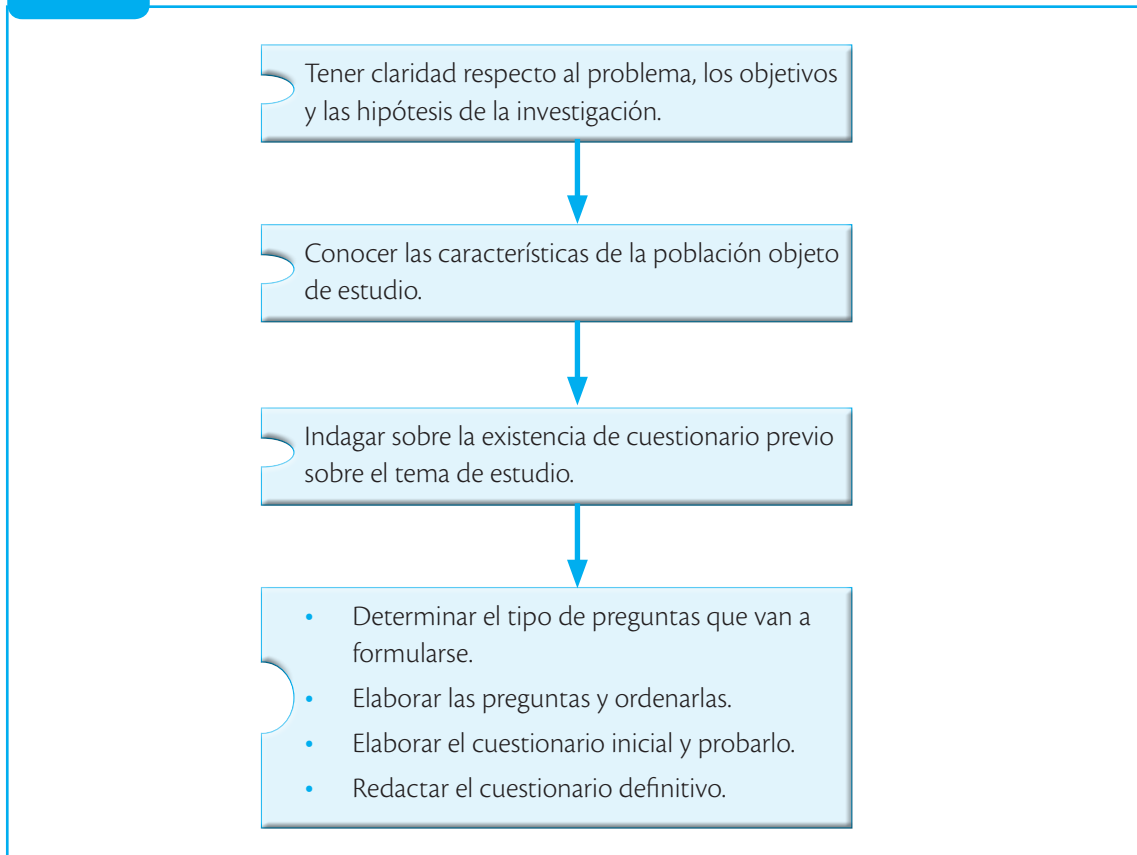 Tener claridad respecto al problema, los objetivos
y las hipótesis de la investigación.
Conocer las características de la población objeto
de estudio.
Indagar sobre la existencia de cuestionario previo
sobre el tema de estudio.
• Determinar el tipo de preguntas que van a
formularse.
• Elaborar las preguntas y ordenarlas.
• Elaborar el cuestionario inicial y probarlo.
• Redactar el cuestionario definitivo.